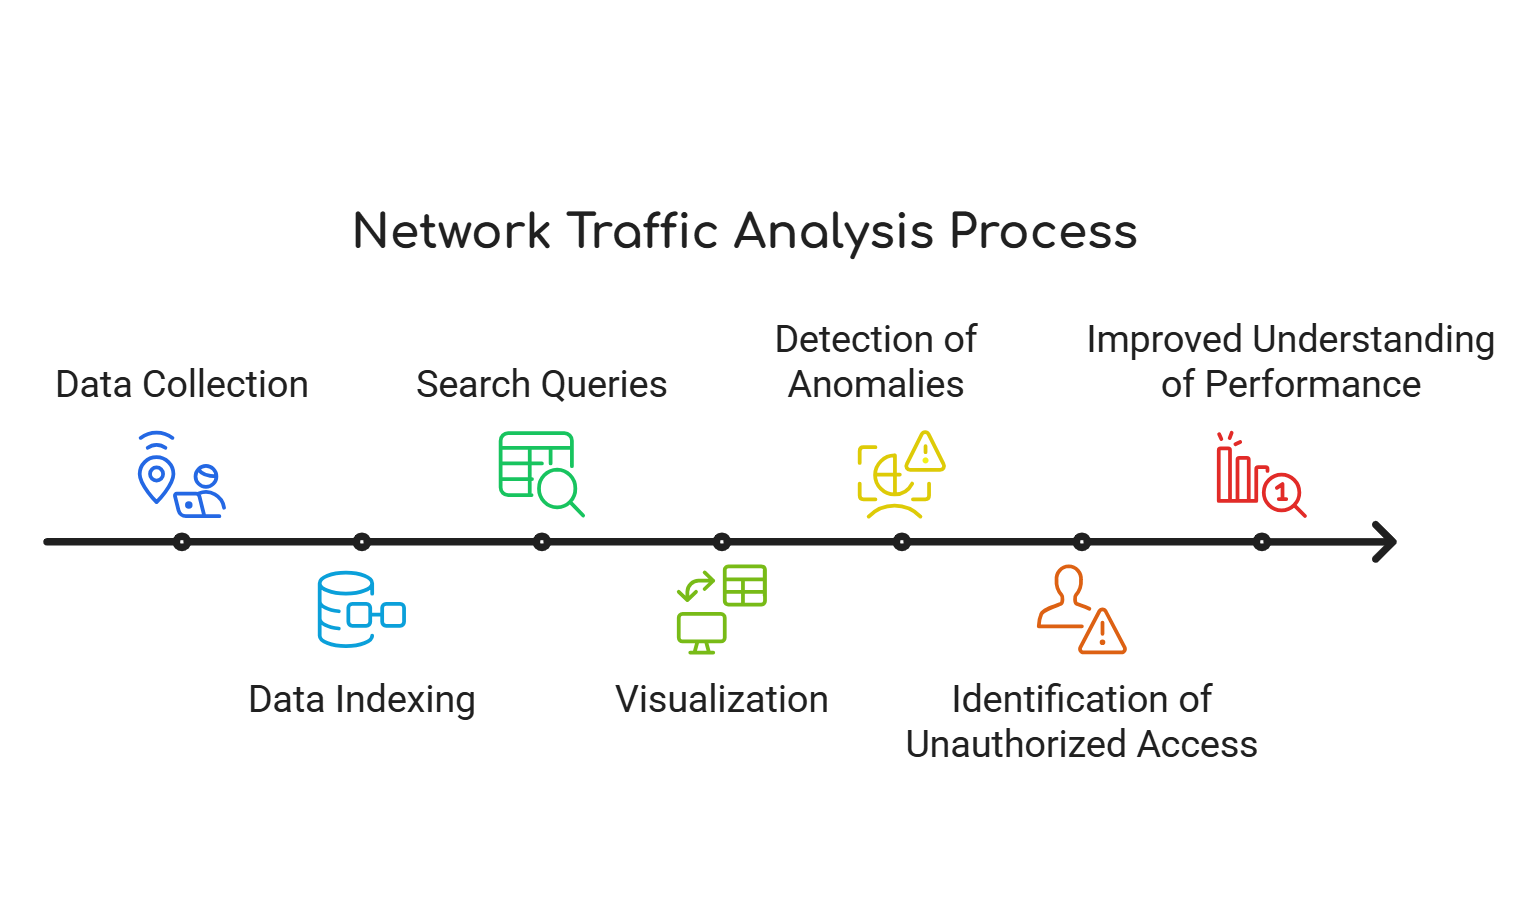 Network Traffic Analysis Process
Data Collection
Data Indexing
Search Queries
Visualization
Detection of
Anomalies
Identification of
Unauthorized Access
Improved Understanding
of Performance
1